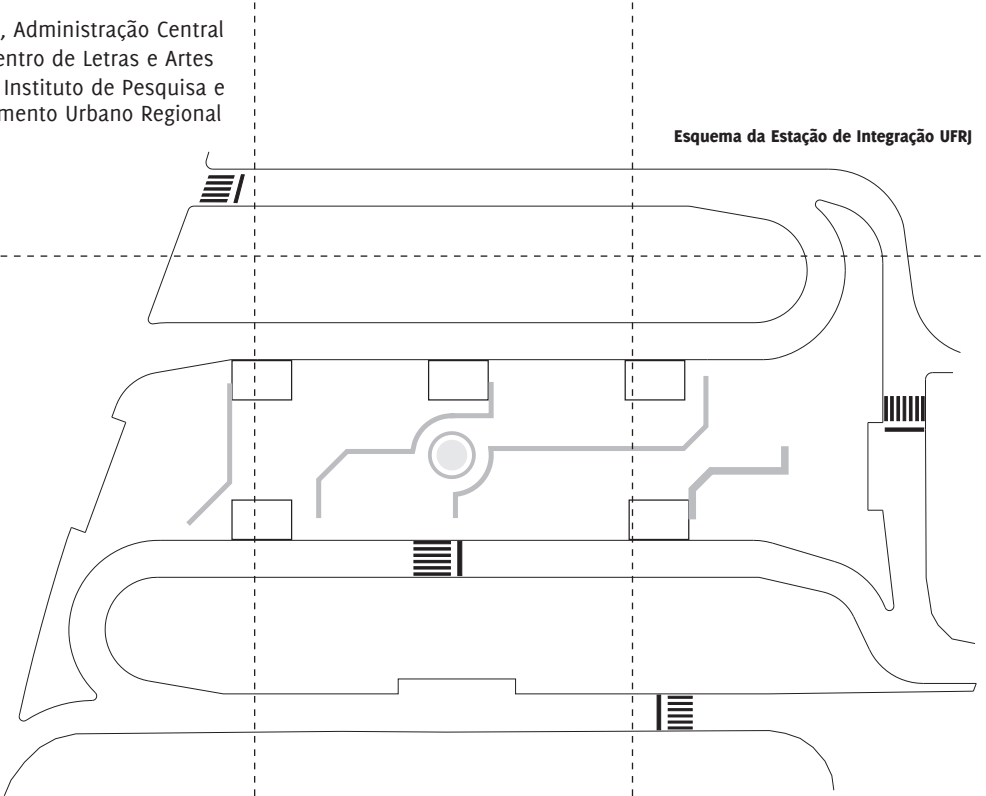 , Administração Central
entro de Letras e Artes
Instituto de Pesquisa e
mento Urbano Regional
Esquema da Estação de Integração UFRJ